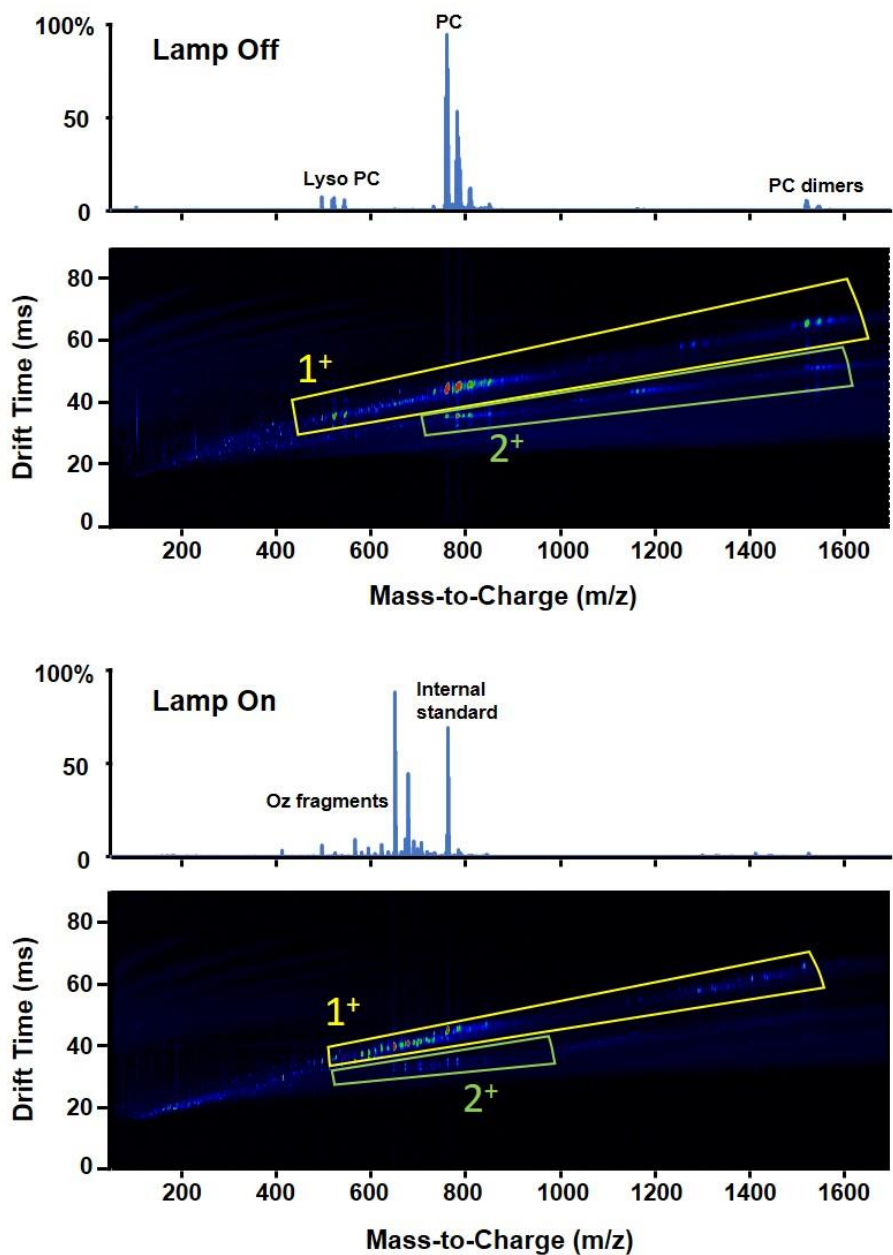 100%
Lamp Off
PC
50
Lyso PC
PC dimers
0
80
60
40
20
0
Drift Time (ms)
1+
2+
200 400 600 800 1000 1200 1400 1600
Mass-to-Charge (m/z)
100%
Lamp On
Internal
standard
50
Oz fragments
0
80
60
40
20
0
Drift Time (ms)
1+
2+
200 400 600 800 1000 1200 1400 1600
Mass-to-Charge (m/z)